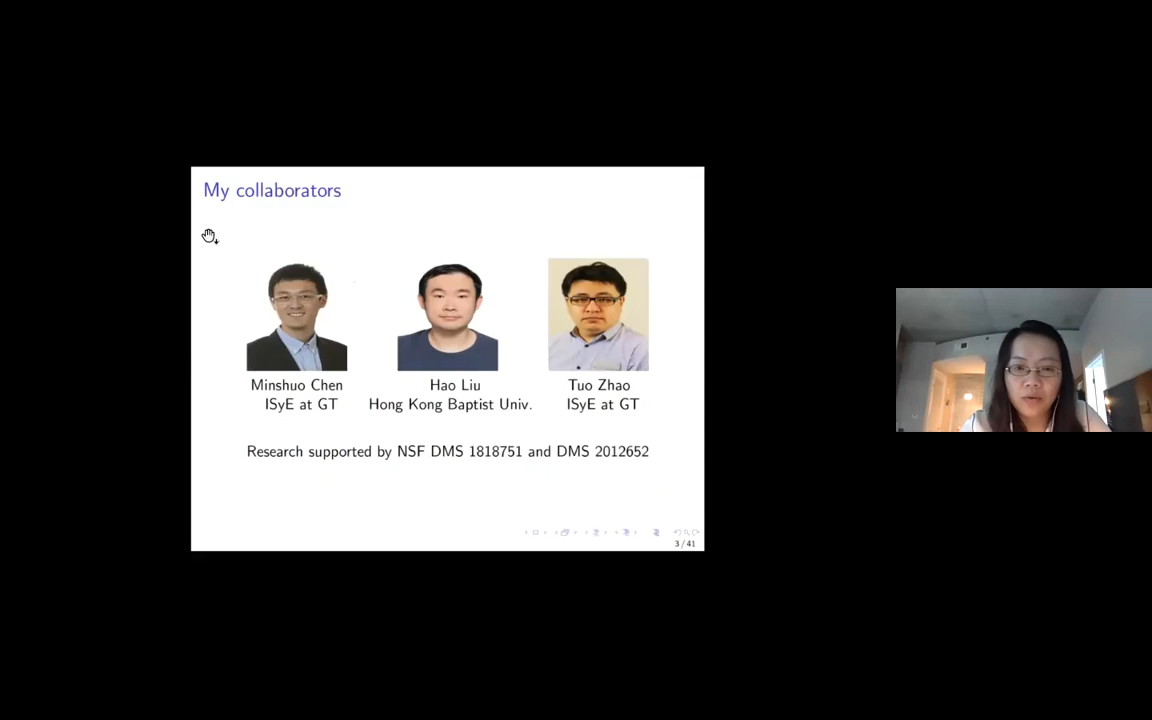 My collaborators
Minshuo Chen
ISyE at GT
Hao Liu
Hong Kong Baptist Univ.
Tuo Zhao
ISyE at GT
Research supported by NSF DMS 1818751 and DMS 2012652
3 / 41